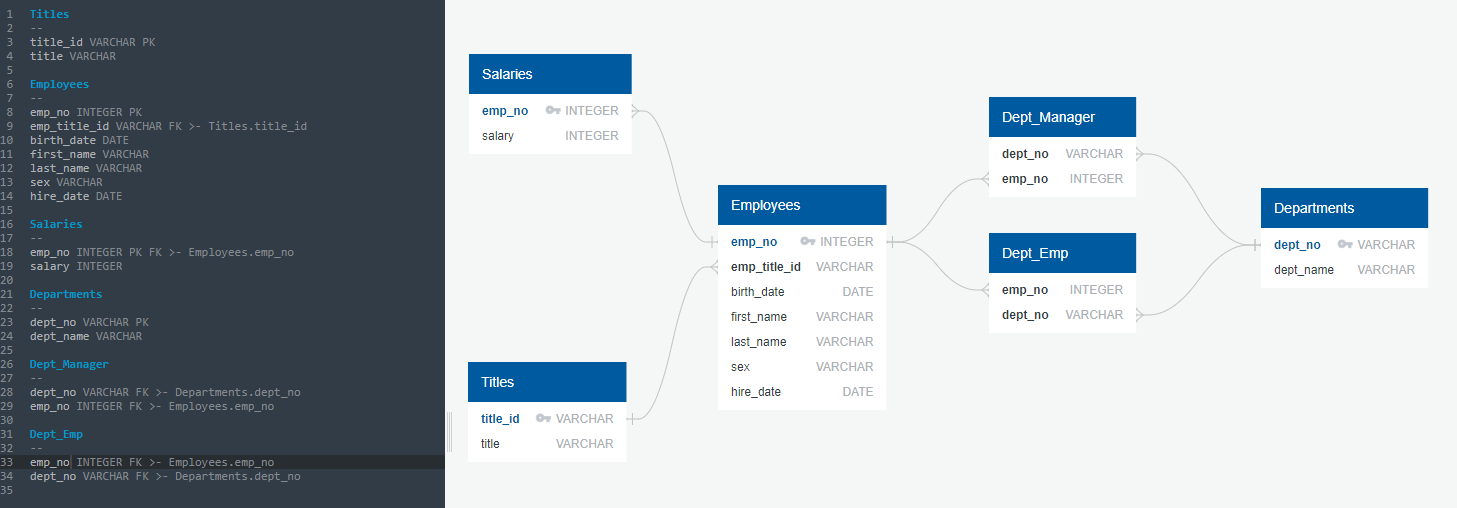 1 Titles
2 --
3 title_id VARCHAR PK
4 title VARCHAR
5
6 Employees
7 --
8 emp_no INTEGER PK
9 emp_title_id VARCHAR FK >- Titles.title_id
10 birth_date DATE
11 first_name VARCHAR
12 last_name VARCHAR
13 sex VARCHAR
14 hire_date DATE
15
16 Salaries
17 --
18 emp_no INTEGER PK FK >- Employees.emp_no
19 salary INTEGER
20
21 Departments
22 --
23 dept_no VARCHAR PK
24 dept_name VARCHAR
25
26 Dept_Manager
27 --
28 dept_no VARCHAR FK >- Departments.dept_no
29 emp_no INTEGER FK >- Employees.emp_no
30
31 Dept_Emp
32 --
33 emp_no INTEGER FK >- Employees.emp_no
34 dept_no VARCHAR FK >- Departments.dept_no
35
Salaries
emp_no INTEGER
salary INTEGER
Titles
title_id VARCHAR
title VARCHAR
Employees
emp_no INTEGER
emp_title_id VARCHAR
birth_date DATE
first_name VARCHAR
last_name VARCHAR
sex VARCHAR
hire_date DATE
Dept_Manager
dept_no VARCHAR
emp_no INTEGER
Dept_Emp
emp_no INTEGER
dept_no VARCHAR
Departments
dept_no VARCHAR
dept_name VARCHAR